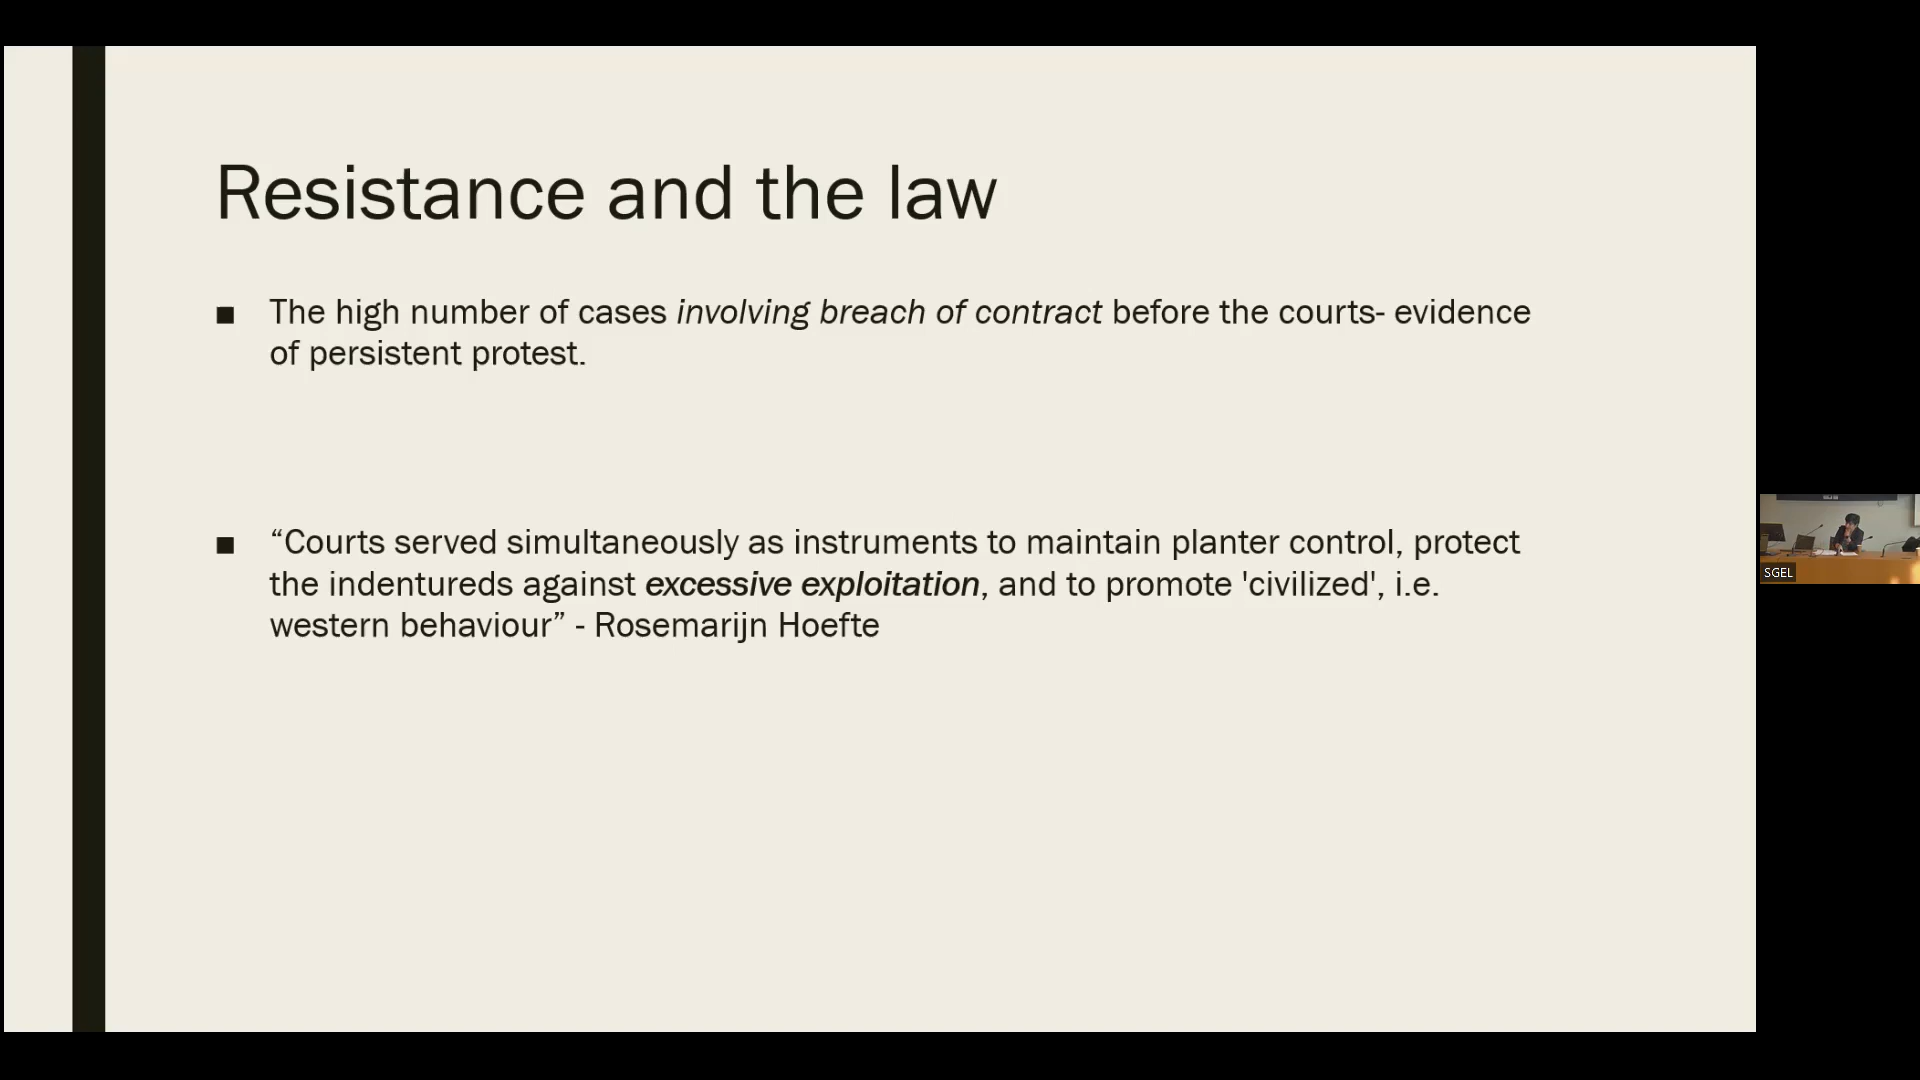 Resistance and the law
■ The high number of cases involving breach of contract before the courts- evidence
of persistent protest.
■ “Courts served simultaneously as instruments to maintain planter control, protect
the indentureds against excessive exploitation, and to promote 'civilized', i.e.
western behaviour” - Rosemarijn Hoefte
SGEL